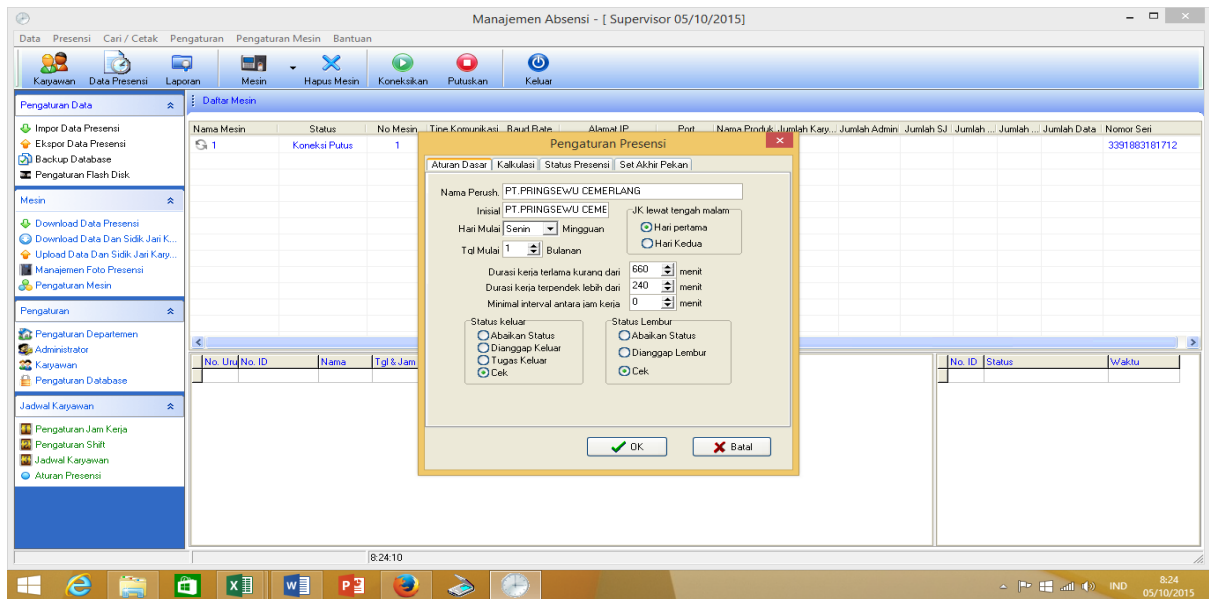 Manajemen Absensi - [ Supervisor 05/10/2015]
Data Presensi Cari / Cetak Pengaturan Pengaturan Mesin Bantuan
Karyawan Data Presensi Laporan Mesin Hapus Mesin Koneksikan Putuskan Keluar
Pengaturan Data
Impor Data Presensi
Ekspor Data Presensi
Backup Database
Pengaturan Flash Disk
Mesin
Download Data Presensi
Download Data Dan Sidik Jari K...
Upload Data Dan Sidik Jari Kary...
Manajemen Foto Presensi
Pengaturan Mesin
Pengaturan
Pengaturan Departemen
Administrator
Karyawan
Pengaturan Database
Jadwal Karyawan
Pengaturan Jam Kerja
Pengaturan Shift
Jadwal Karyawan
Aturan Presensi
Daftar Mesin
Nama Mesin Status No Mesin Tipe Komunikasi Baud Rate Alamat IP Port Nama Produk Jumlah Kary... Jumlah Admin Jumlah SJ Jumlah ... Jumlah ... Jumlah Data Nomor Seri
1 Koneksi Putus 1 3391883181712
Pengaturan Presensi
Aturan Dasar Kalkulasi Status Presensi Set Akhir Pekan
Nama Perush. PT.PRINGSEWU CEMERLANG
Inisial PT.PRINGSEWU CEME
Hari Mulai Senin Mingguan
Tgl Mulai 1 Bulanan
JK lewat tengah malam
Hari pertama
Hari Kedua
Durasi kerja terlama kurang dari 660 menit
Durasi kerja terpendek lebih dari 240 menit
Minimal interval antara jam kerja 0 menit
Status keluar
Abaikan Status
Dianggap Keluar
Tugas Keluar
Cek
Status Lembur
Abaikan Status
Dianggap Lembur
Cek
OK Batal
No. Uru No. ID Nama Tgl & Jam
No. ID Status Waktu
8:24:10
IND 8:24
05/10/2015